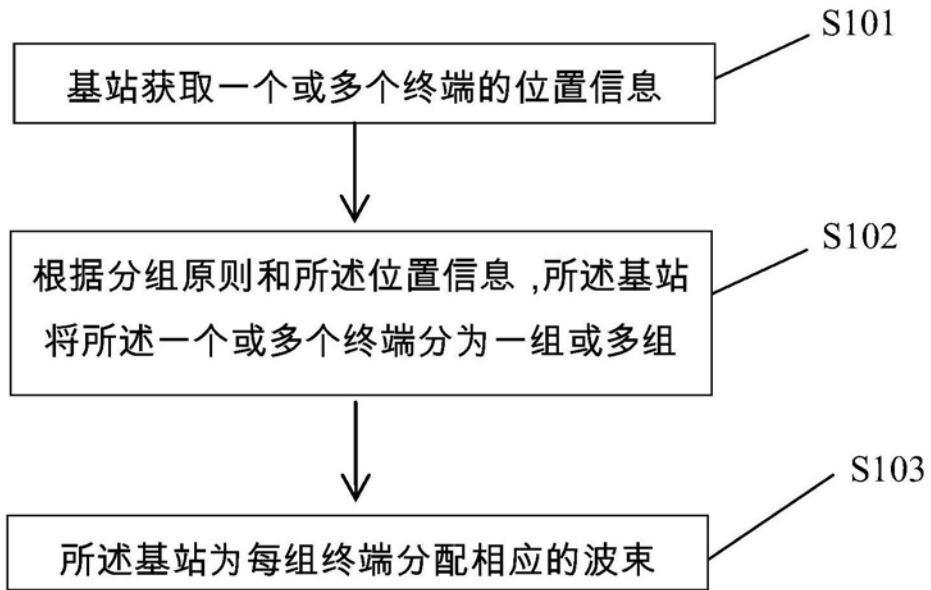 S101
基站获取一个或多个终端的位置信息
S102
根据分组原则和所述位置信息,所述基站
将所述一个或多个终端分为一组或多组
S103
所述基站为每组终端分配相应的波束